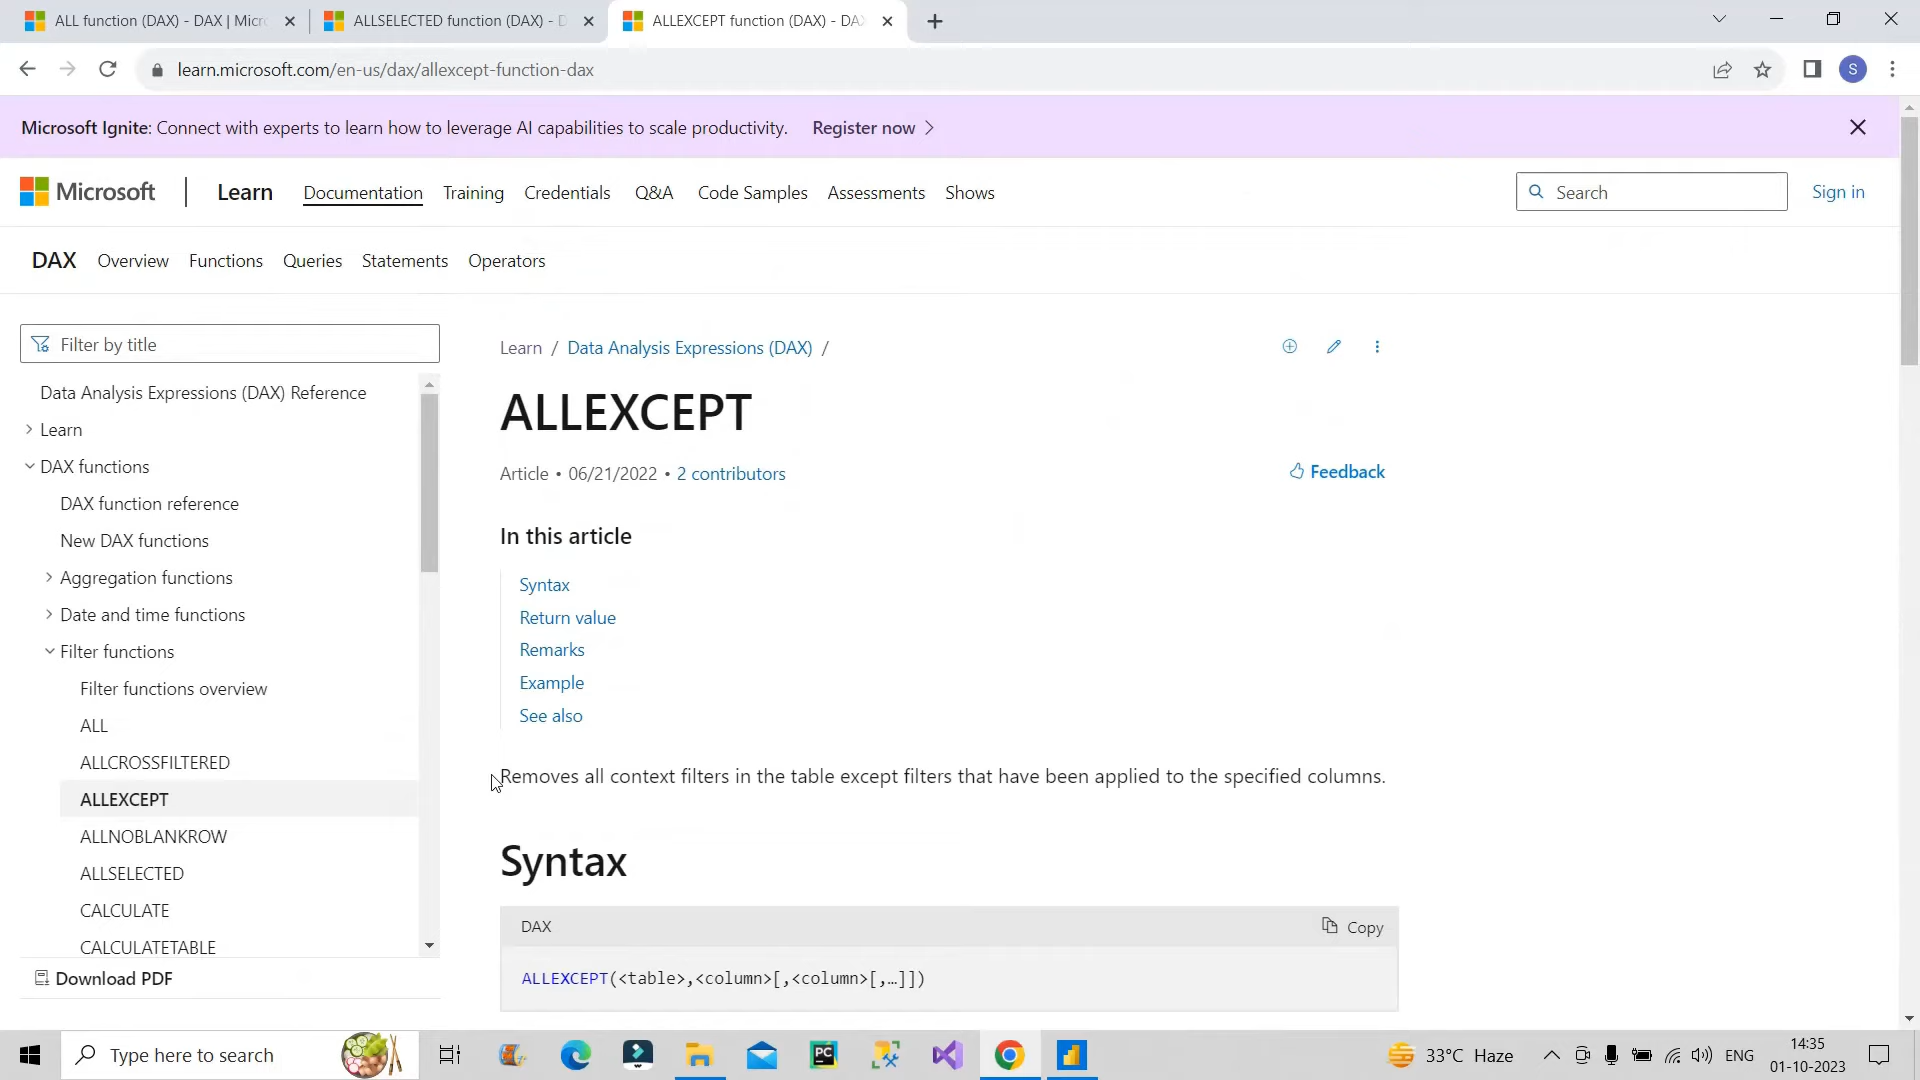 ALL function (DAX) - DAX | Micr
ALLSELECTED function (DAX) - D
ALLEXCEPT function (DAX) - DA
learn.microsoft.com/en-us/dax/allexcept-function-dax
S
Microsoft Ignite: Connect with experts to learn how to leverage AI capabilities to scale productivity. Register now
Microsoft Learn Documentation Training Credentials Q&A Code Samples Assessments Shows Search Sign in
DAX Overview Functions Queries Statements Operators
Filter by title
Data Analysis Expressions (DAX) Reference
Learn
DAX functions
DAX function reference
New DAX functions
Aggregation functions
Date and time functions
Filter functions
Filter functions overview
ALL
ALLCROSSFILTERED
ALLEXCEPT
ALLNOBLANKROW
ALLSELECTED
CALCULATE
CALCULATETABLE
Download PDF
Learn / Data Analysis Expressions (DAX) /
ALLEXCEPT
Article • 06/21/2022 • 2 contributors
Feedback
In this article
Syntax
Return value
Remarks
Example
See also
Removes all context filters in the table except filters that have been applied to the specified columns.
Syntax
DAX Copy
ALLEXCEPT(<table>,<column>[,<column>[,…]])
Type here to search
PC
33°C Haze
ENG
14:35
01-10-2023